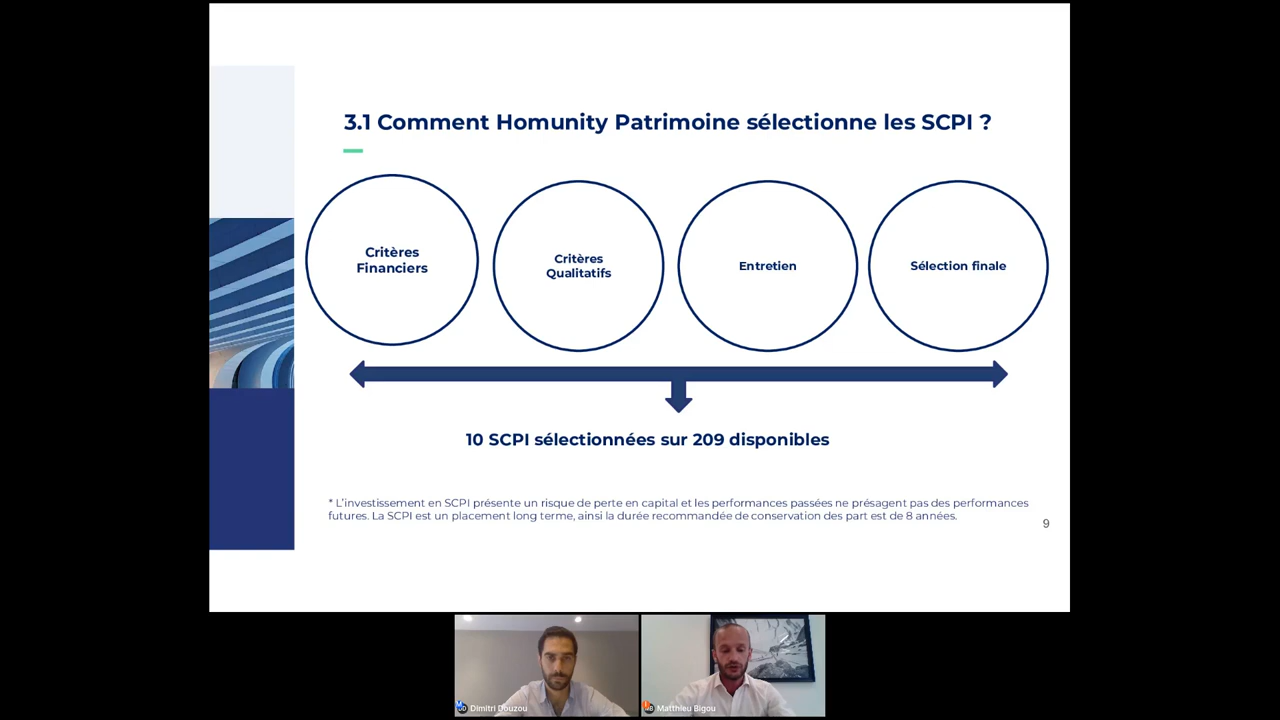 3.1 Comment Homunity Patrimoine sélectionne les SCPI ?
Critères
Financiers
Critères
Qualitatifs
Entretien
Sélection finale
10 SCPI sélectionnées sur 209 disponibles
* L'investissement en SCPI présente un risque de perte en capital et les performances passées ne présagent pas des performances
futures. La SCPI est un placement long terme, ainsi la durée recommandée de conservation des part est de 8 années.
9
Dimitri Douzou
Matthieu Bigou